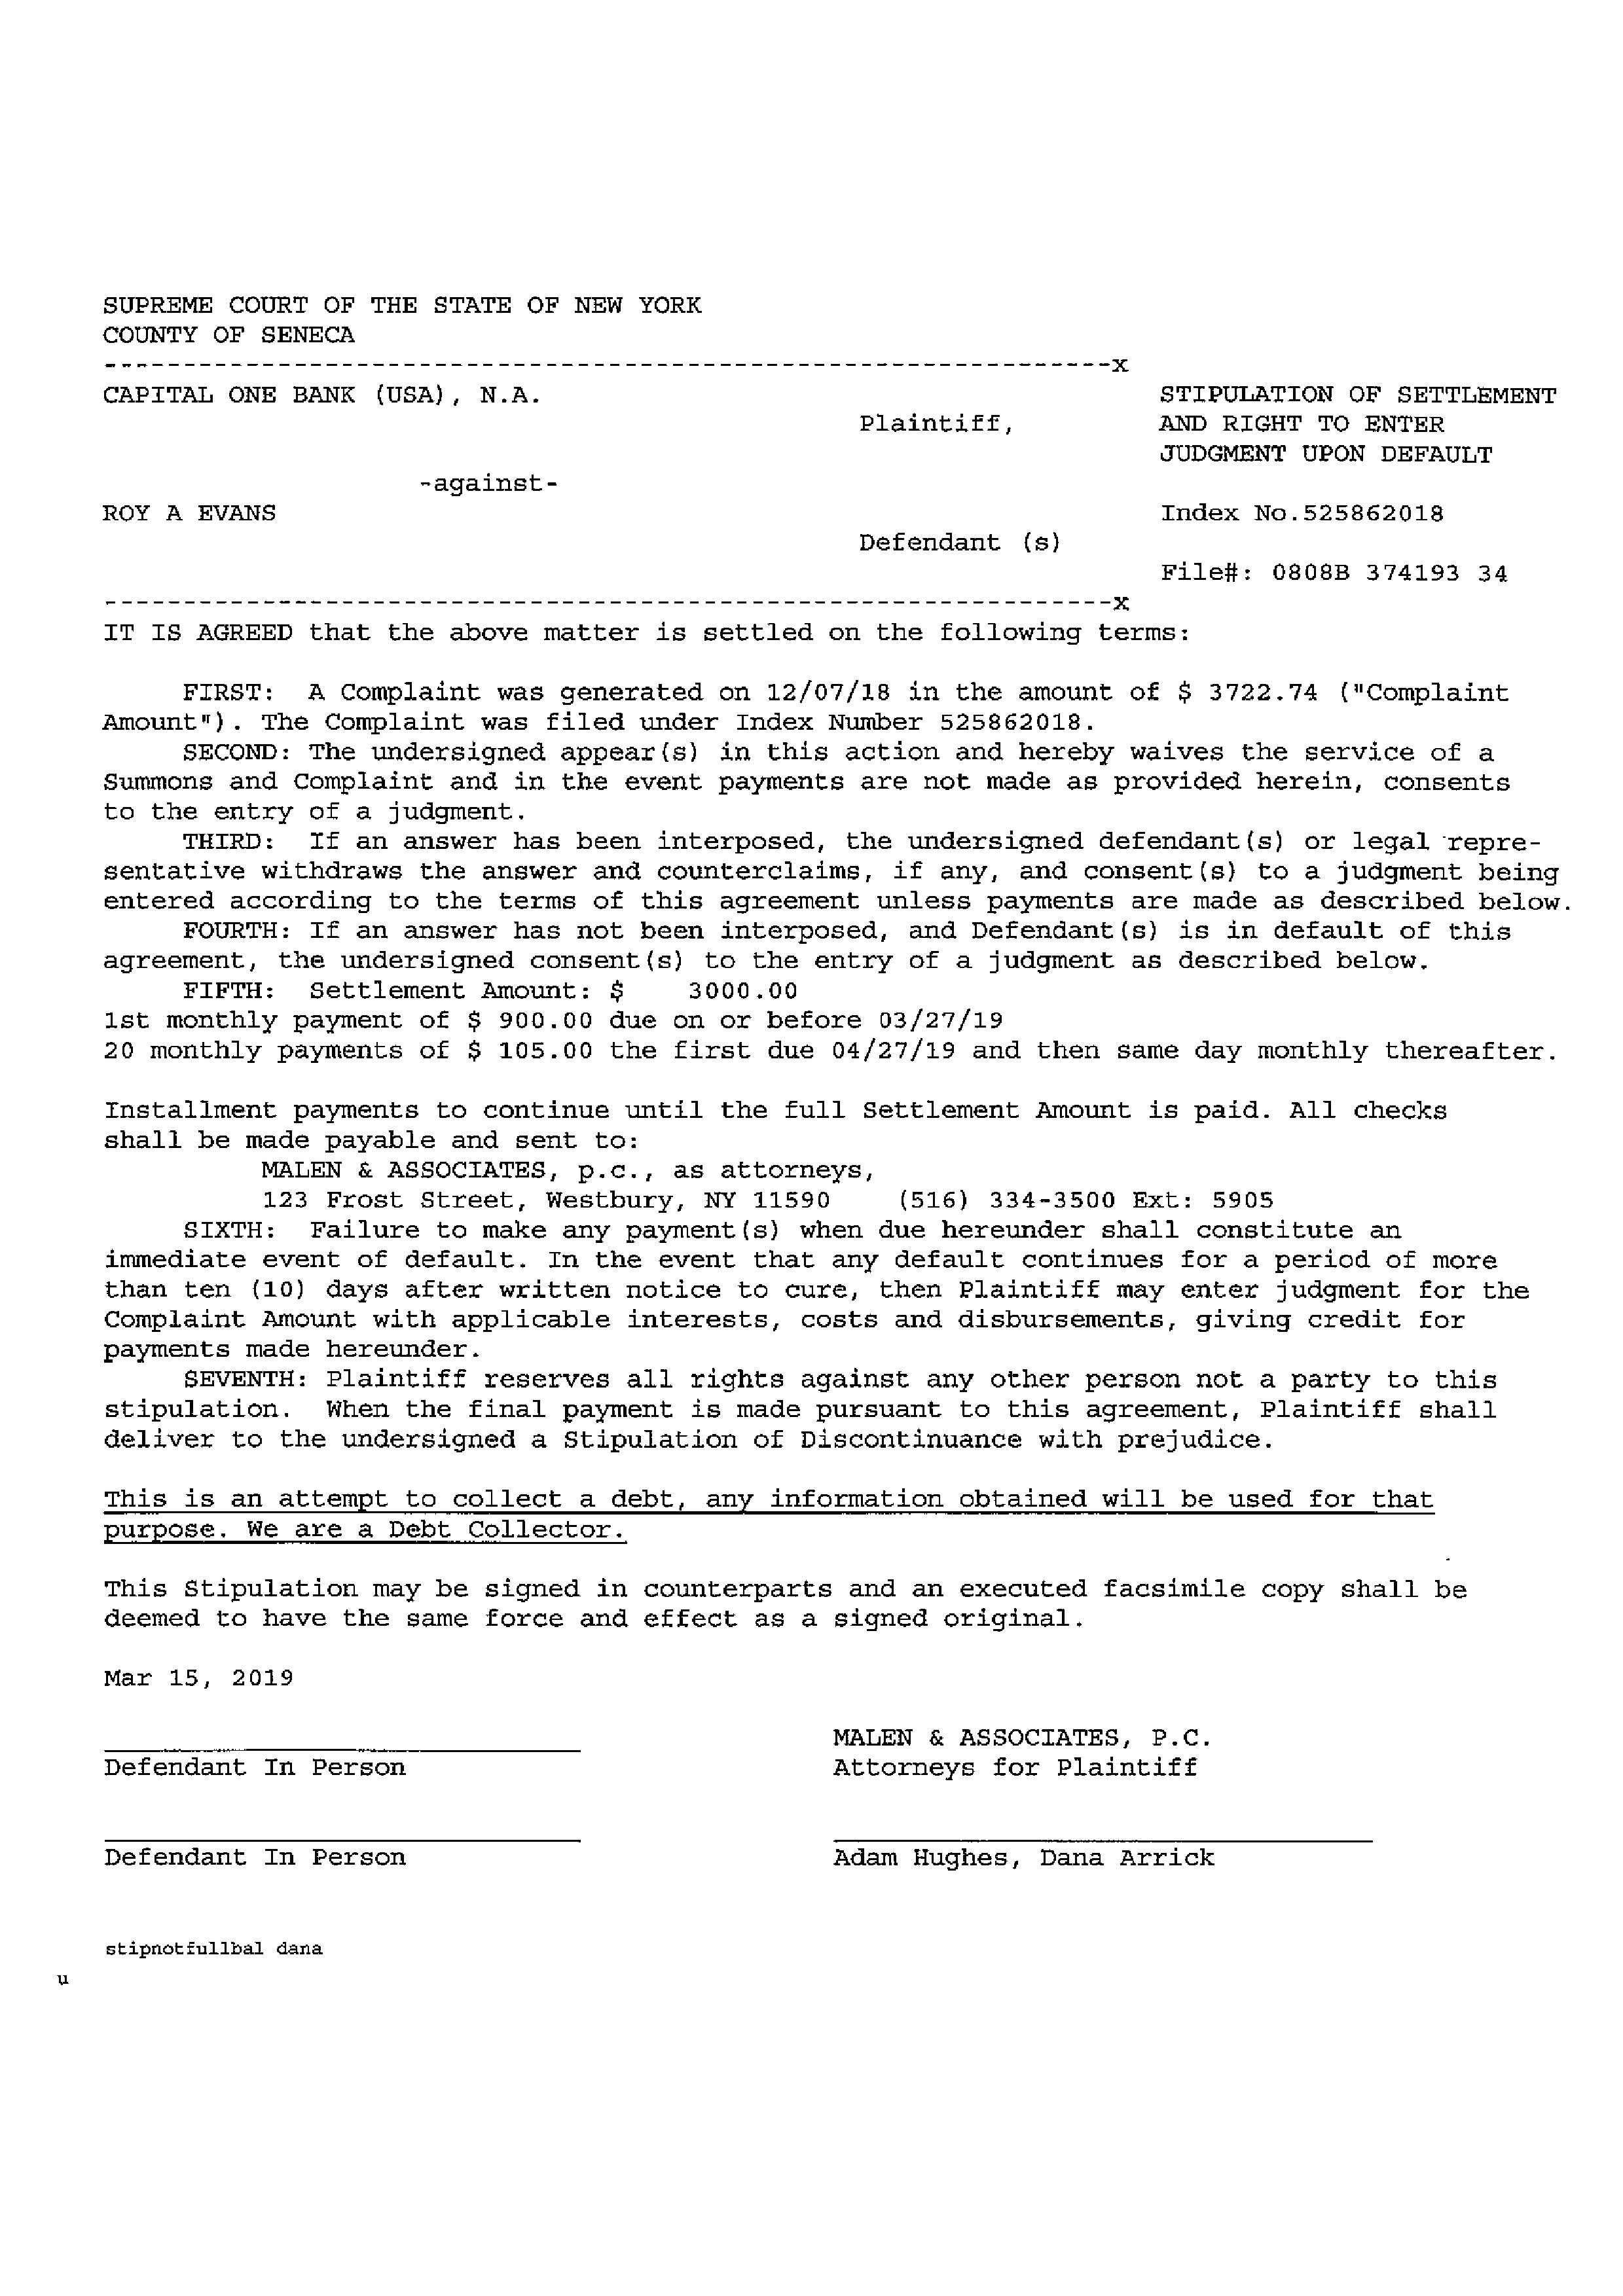 SUPREME COURT OF THE STATE OF NEW YORK
COUNTY OF SENECA
----------------------------------------------------------------x
CAPITAL ONE BANK (USA), N.A. STIPULATION OF SETTLEMENT
Plaintiff, AND RIGHT TO ENTER
JUDGMENT UPON DEFAULT
-against-
ROY A EVANS Index No.525862018
Defendant (s)
File#: 0808B 374193 34
----------------------------------------------------------------x
IT IS AGREED that the above matter is settled on the following terms:
FIRST: A Complaint was generated on 12/07/18 in the amount of $ 3722.74 ("Complaint
Amount"). The Complaint was filed under Index Number 525862018.
SECOND: The undersigned appear(s) in this action and hereby waives the service of a
Summons and Complaint and in the event payments are not made as provided herein, consents
to the entry of a judgment.
THIRD: If an answer has been interposed, the undersigned defendant(s) or legal repre-
sentative withdraws the answer and counterclaims, if any, and consent(s) to a judgment being
entered according to the terms of this agreement unless payments are made as described below.
FOURTH: If an answer has not been interposed, and Defendant(s) is in default of this
agreement, the undersigned consent(s) to the entry of a judgment as described below.
FIFTH: Settlement Amount: $ 3000.00
1st monthly payment of $ 900.00 due on or before 03/27/19
20 monthly payments of $ 105.00 the first due 04/27/19 and then same day monthly thereafter.
Installment payments to continue until the full Settlement Amount is paid. All checks
shall be made payable and sent to:
MALEN & ASSOCIATES, p.c., as attorneys,
123 Frost Street, Westbury, NY 11590 (516) 334-3500 Ext: 5905
SIXTH: Failure to make any payment(s) when due hereunder shall constitute an
immediate event of default. In the event that any default continues for a period of more
than ten (10) days after written notice to cure, then Plaintiff may enter judgment for the
Complaint Amount with applicable interests, costs and disbursements, giving credit for
payments made hereunder.
SEVENTH: Plaintiff reserves all rights against any other person not a party to this
stipulation. When the final payment is made pursuant to this agreement, Plaintiff shall
deliver to the undersigned a Stipulation of Discontinuance with prejudice.
This is an attempt to collect a debt, any information obtained will be used for that
purpose. We are a Debt Collector.
This Stipulation may be signed in counterparts and an executed facsimile copy shall be
deemed to have the same force and effect as a signed original.
Mar 15, 2019
MALEN & ASSOCIATES, P.C.
Defendant In Person Attorneys for Plaintiff
Defendant In Person Adam Hughes, Dana Arrick
stipnotfullbal dana
u